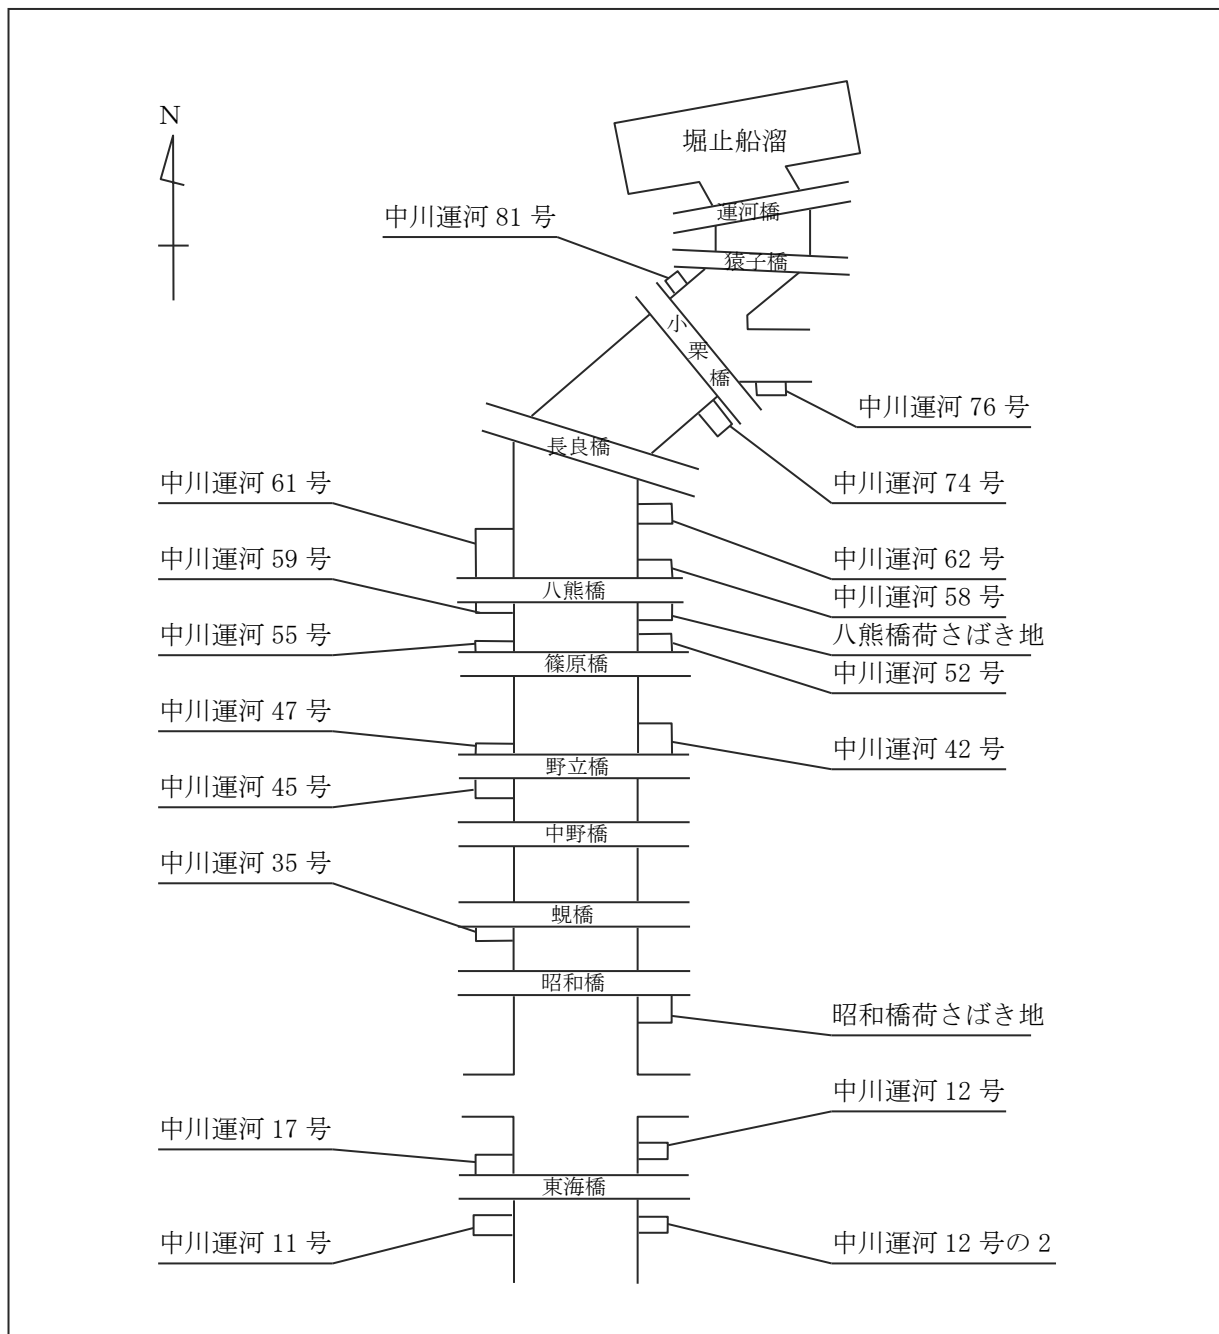 N
堀止船溜
運河橋
中川運河 81 号
猿子橋
小栗橋
中川運河 76 号
長良橋
中川運河 61 号
中川運河 74 号
中川運河 59 号
中川運河 62 号
八熊橋
中川運河 58 号
中川運河 55 号
八熊橋荷さばき地
篠原橋
中川運河 52 号
中川運河 47 号
中川運河 42 号
野立橋
中川運河 45 号
中野橋
中川運河 35 号
蜆橋
昭和橋
昭和橋荷さばき地
中川運河 12 号
中川運河 17 号
東海橋
中川運河 11 号
中川運河 12 号の 2